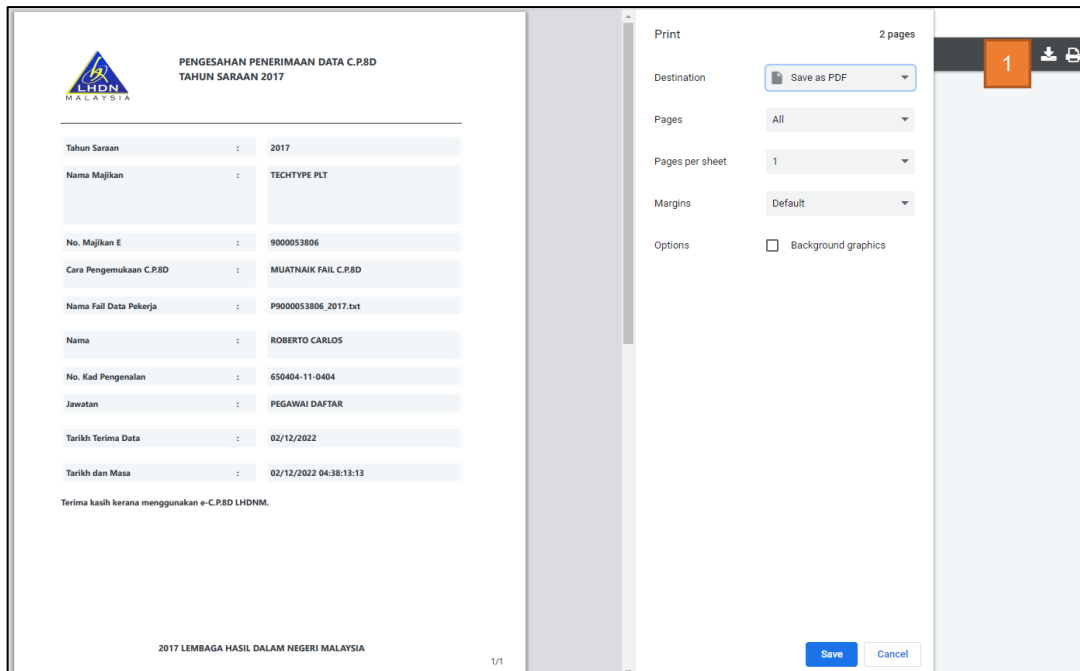 LHDN
MALAYSIA
PENGESAHAN PENERIMAAN DATA C.P.8D
TAHUN SARAAN 2017
Tahun Saraan : 2017
Nama Majikan : TECHTYPE PLT
No. Majikan E : 9000053806
Cara Pengemukaan C.P.8D : MUATNAIK FAIL C.P.8D
Nama Fail Data Pekerja : P9000053806_2017.txt
Nama : ROBERTO CARLOS
No. Kad Pengenalan : 650404-11-0404
Jawatan : PEGAWAI DAFTAR
Tarikh Terima Data : 02/12/2022
Tarikh dan Masa : 02/12/2022 04:38:13:13
Terima kasih kerana menggunakan e-C.P.8D LHDNM.
2017 LEMBAGA HASIL DALAM NEGERI MALAYSIA
1/1
Print 2 pages
Destination Save as PDF
Pages All
Pages per sheet 1
Margins Default
Options Background graphics
Save Cancel
1